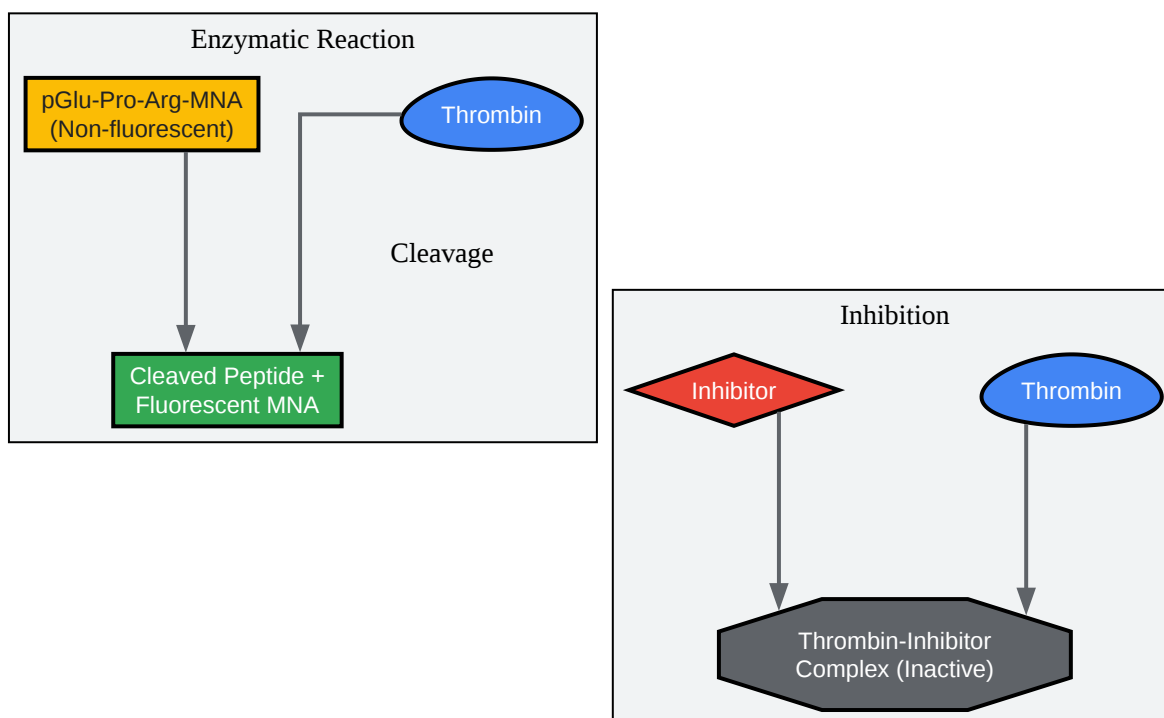 Enzymatic Reaction
pGlu-Pro-Arg-MNA
(Non-fluorescent)
Thrombin
Cleavage
Cleaved Peptide +
Fluorescent MNA
Inhibition
Inhibitor
Thrombin
Thrombin-Inhibitor
Complex (Inactive)